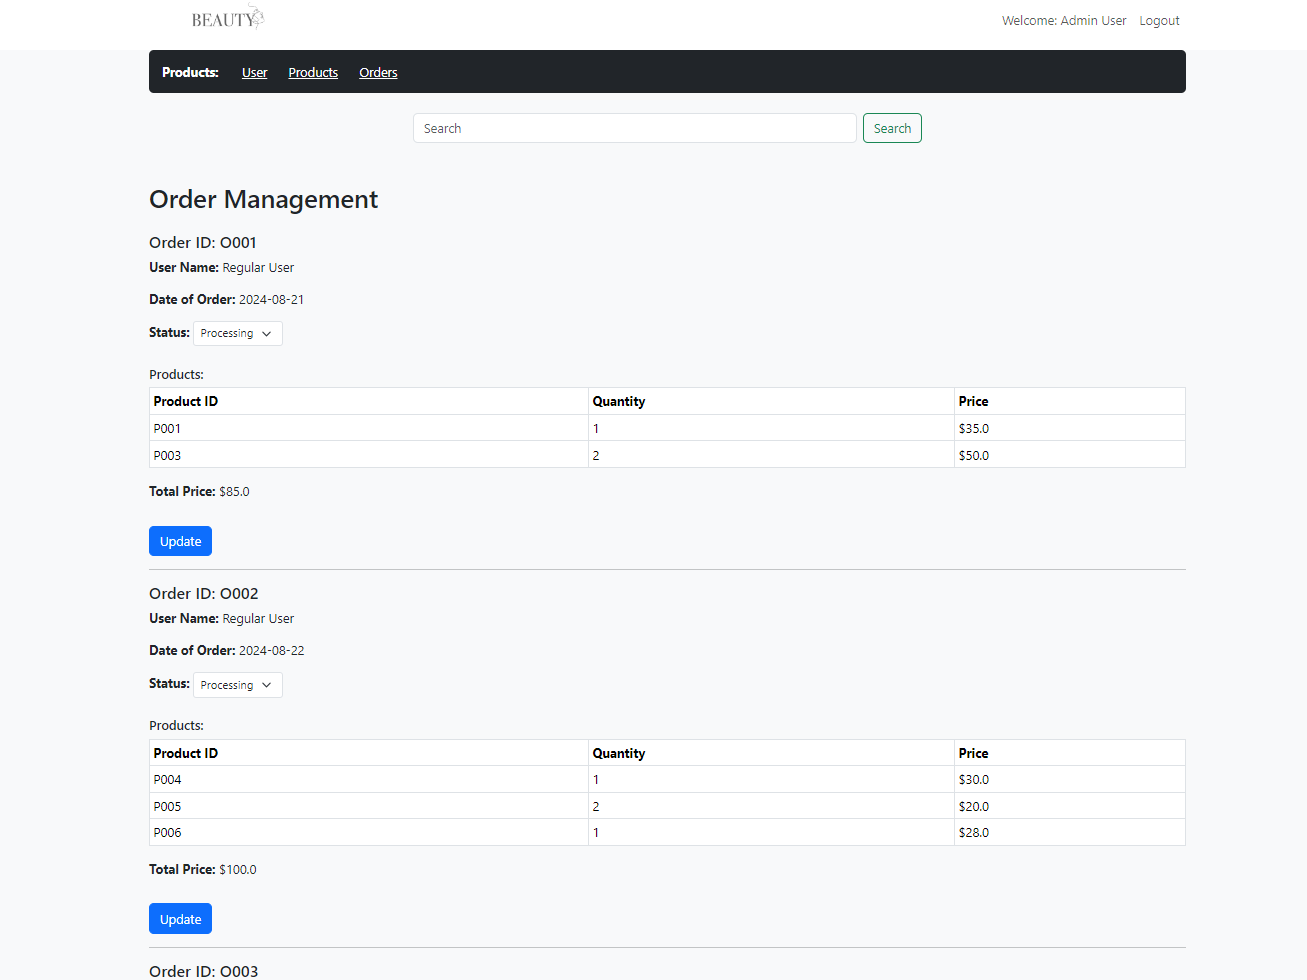 BEAUTY
Welcome: Admin User Logout
Products: User Products Orders
Search Search
Order Management
Order ID: O001
User Name: Regular User
Date of Order: 2024-08-21
Status: Processing
Products:
Product ID Quantity Price
P001 1 $35.0
P003 2 $50.0
Total Price: $85.0
Update
Order ID: O002
User Name: Regular User
Date of Order: 2024-08-22
Status: Processing
Products:
Product ID Quantity Price
P004 1 $30.0
P005 2 $20.0
P006 1 $28.0
Total Price: $100.0
Update
Order ID: O003